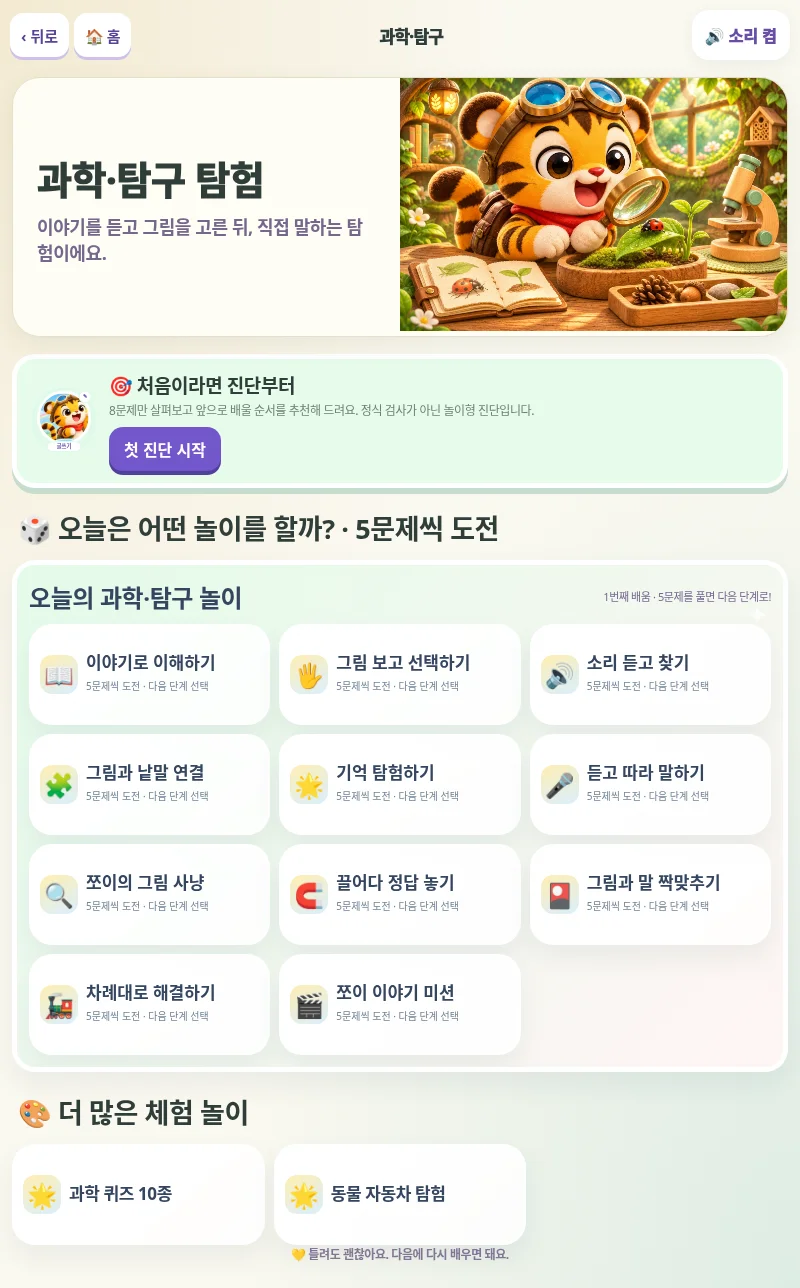 ‹ 뒤로
🏠 홈
과학·탐구
🔊 소리 켬
과학·탐구 탐험
이야기를 듣고 그림을 고른 뒤, 직접 말하는 탐
험이에요.
🎯 처음이라면 진단부터
8문제만 살펴보고 앞으로 배울 순서를 추천해 드려요. 정식 검사가 아닌 놀이형 진단입니다.
글쓰기
첫 진단 시작
🎲 오늘은 어떤 놀이를 할까? · 5문제씩 도전
오늘의 과학·탐구 놀이
1번째 배움 · 5문제를 풀면 다음 단계로!
📖 이야기로 이해하기
5문제씩 도전 · 다음 단계 선택
🖐 그림 보고 선택하기
5문제씩 도전 · 다음 단계 선택
🔊 소리 듣고 찾기
5문제씩 도전 · 다음 단계 선택
🧩 그림과 낱말 연결
5문제씩 도전 · 다음 단계 선택
🌟 기억 탐험하기
5문제씩 도전 · 다음 단계 선택
🎤 듣고 따라 말하기
5문제씩 도전 · 다음 단계 선택
🔍 쪼이의 그림 사냥
5문제씩 도전 · 다음 단계 선택
🧲 끌어다 정답 놓기
5문제씩 도전 · 다음 단계 선택
🎴 그림과 말 짝맞추기
5문제씩 도전 · 다음 단계 선택
🚂 차례대로 해결하기
5문제씩 도전 · 다음 단계 선택
🎬 쪼이 이야기 미션
5문제씩 도전 · 다음 단계 선택
🎨 더 많은 체험 놀이
🌟 과학 퀴즈 10종
🌟 동물 자동차 탐험
💛 틀려도 괜찮아요. 다음에 다시 배우면 돼요.